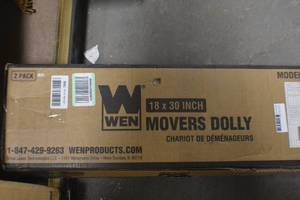 2 PACK
MODEL
18 x 30 INCH
WEN
MOVERS DOLLY
CHARIOT DE DÉMÉNAGEURS
1-847-429-9263 WENPRODUCTS.COM